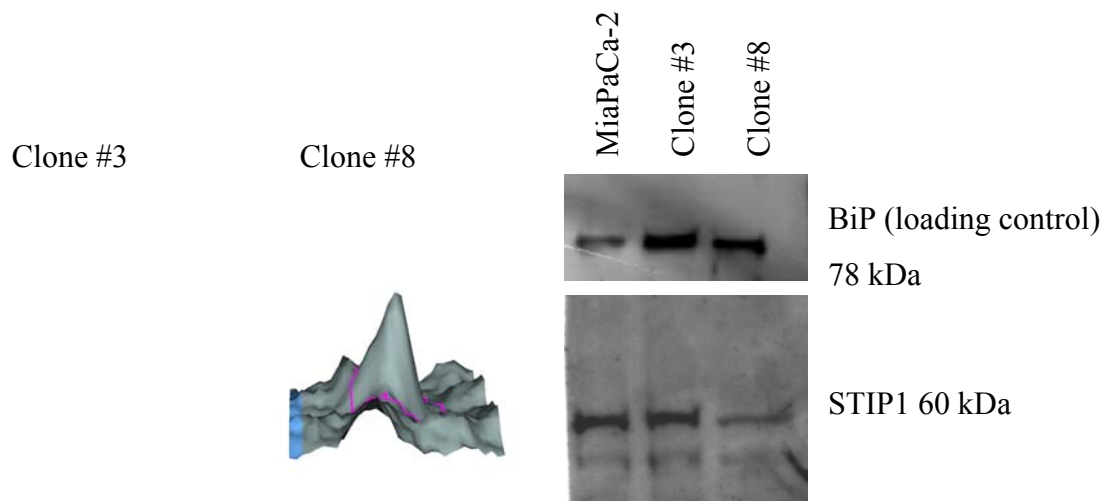 Clone #3
Clone #8
MiaPaCa-2
Clone #3
Clone #8
BiP (loading control)
78 kDa
STIP1 60 kDa